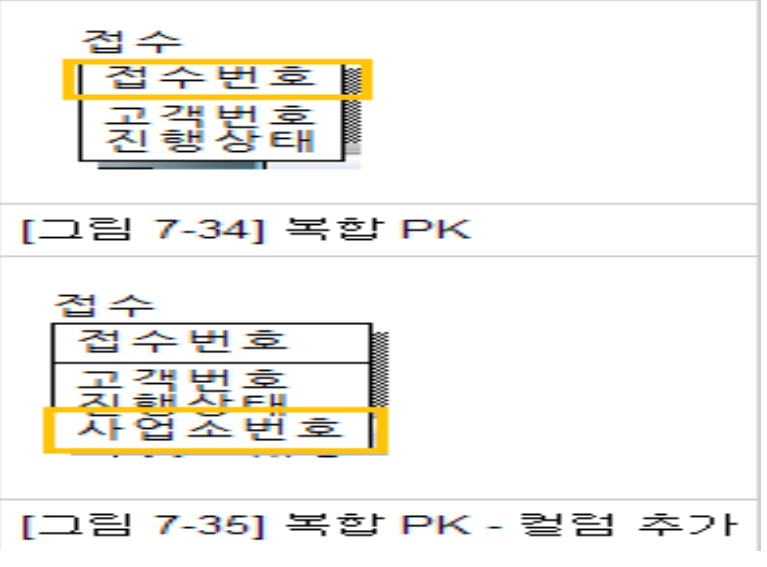 접수
접수번호
고객번호
진행상태
[그림 7-34] 복합 PK
접수
접수번호
고객번호
진행상태
사업소번호
[그림 7-35] 복합 PK - 컬럼 추가